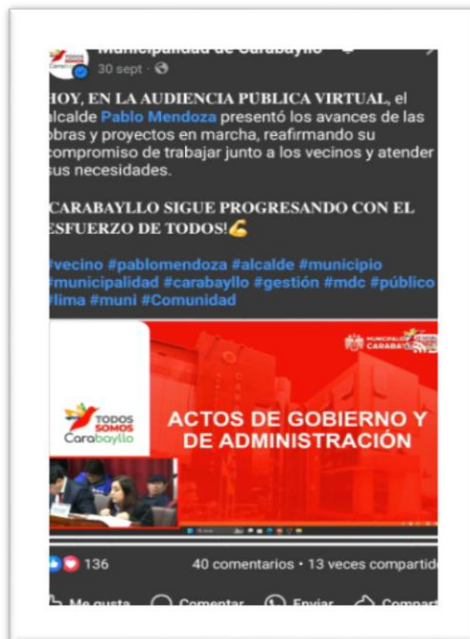 Municipalidad de Carabayllo
30 sept ·
HOY, EN LA AUDIENCIA PÚBLICA VIRTUAL, el
alcalde Pablo Mendoza presentó los avances de las
obras y proyectos en marcha, reafirmando su
compromiso de trabajar junto a los vecinos y atender
sus necesidades.
CARABAYLLO SIGUE PROGRESANDO CON EL
ESFUERZO DE TODOS!💪
#vecino #pablomendoza #alcalde #municipio
#municipalidad #carabayllo #gestión #mdc #público
#lima #muni #Comunidad
TODOS
SOMOS
Carabayllo
ACTOS DE GOBIERNO Y
DE ADMINISTRACIÓN
136
40 comentarios • 13 veces compartid
Me gusta
Comentar
Enviar
Compart